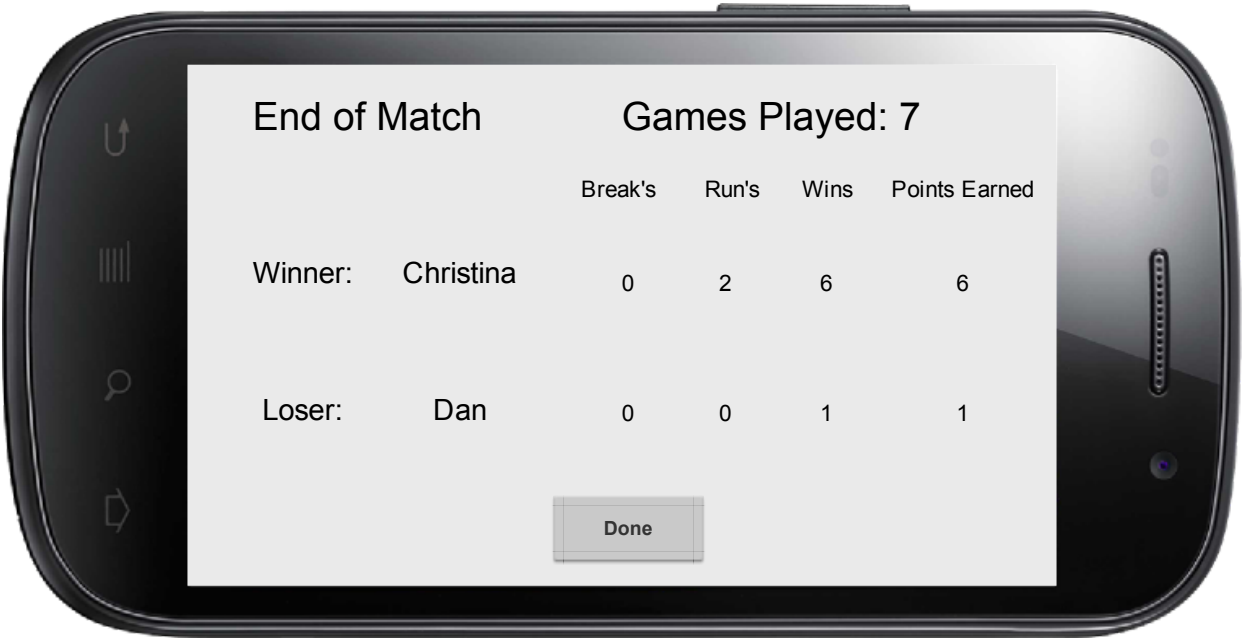 End of Match Games Played: 7
Break's Run's Wins Points Earned
Winner: Christina 0 2 6 6
Loser: Dan 0 0 1 1
Done